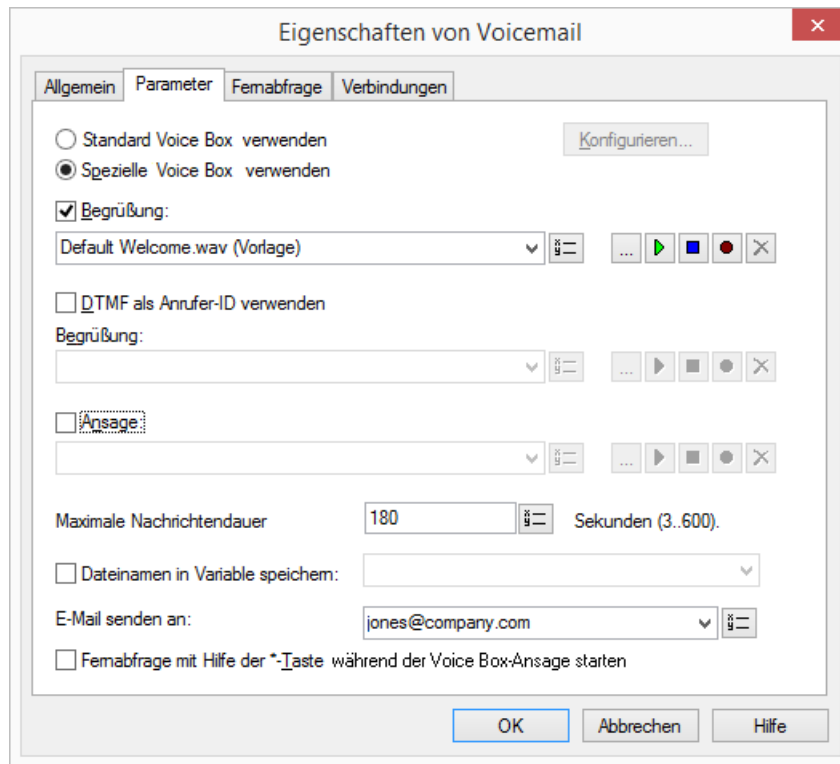 Eigenschaften von Voicemail
Allgemein Parameter Fernabfrage Verbindungen
Standard Voice Box verwenden Konfigurieren...
Spezielle Voice Box verwenden
Begrüßung:
Default Welcome.wav (Vorlage) ...
DTMF als Anrufer-ID verwenden
Begrüßung:
...
Ansage:
...
Maximale Nachrichtendauer 180 Sekunden (3..600).
Dateinamen in Variable speichern:
E-Mail senden an: jones@company.com
Fernabfrage mit Hilfe der *-Taste während der Voice Box-Ansage starten
OK Abbrechen Hilfe